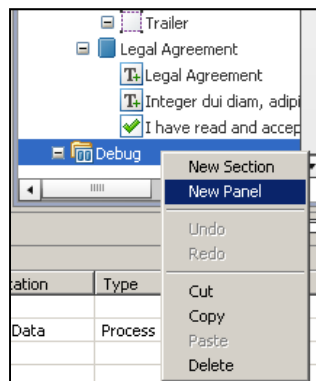 Trailer
Legal Agreement
T+ Legal Agreement
T+ Integer dui diam, adipi
I have read and accep
Debug
New Section
New Panel
Undo
Redo
Cut
Copy
Paste
Delete
tation Type
Data Process